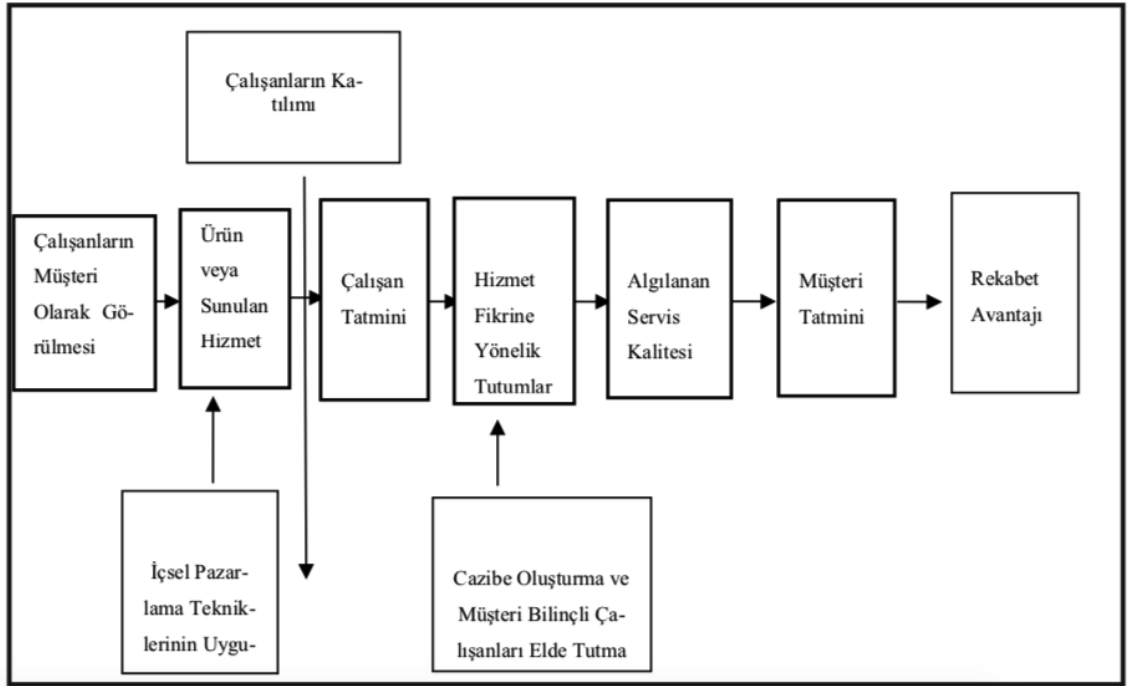 Çalışanların Ka-
tılımı
Çalışanların
Müşteri
Olarak Gö-
rülmesi
Ürün
veya
Sunulan
Hizmet
Çalışan
Tatmini
Hizmet
Fikrine
Yönelik
Tutumlar
Algılanan
Servis
Kalitesi
Müşteri
Tatmini
Rekabet
Avantajı
İçsel Pazar-
lama Teknik-
lerinin Uygu-
Cazibe Oluşturma ve
Müşteri Bilinçli Ça-
lışanları Elde Tutma